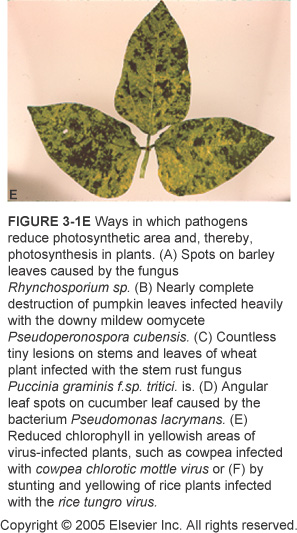 E
FIGURE 3-1E Ways in which pathogens
reduce photosynthetic area and, thereby,
photosynthesis in plants. (A) Spots on barley
leaves caused by the fungus
Rhynchosporium sp. (B) Nearly complete
destruction of pumpkin leaves infected heavily
with the downy mildew oomycete
Pseudoperonospora cubensis. (C) Countless
tiny lesions on stems and leaves of wheat
plant infected with the stem rust fungus
Puccinia graminis f.sp. tritici. is. (D) Angular
leaf spots on cucumber leaf caused by the
bacterium Pseudomonas lacrymans. (E)
Reduced chlorophyll in yellowish areas of
virus-infected plants, such as cowpea infected
with cowpea chlorotic mottle virus or (F) by
stunting and yellowing of rice plants infected
with the rice tungro virus.
Copyright © 2005 Elsevier Inc. All rights reserved.